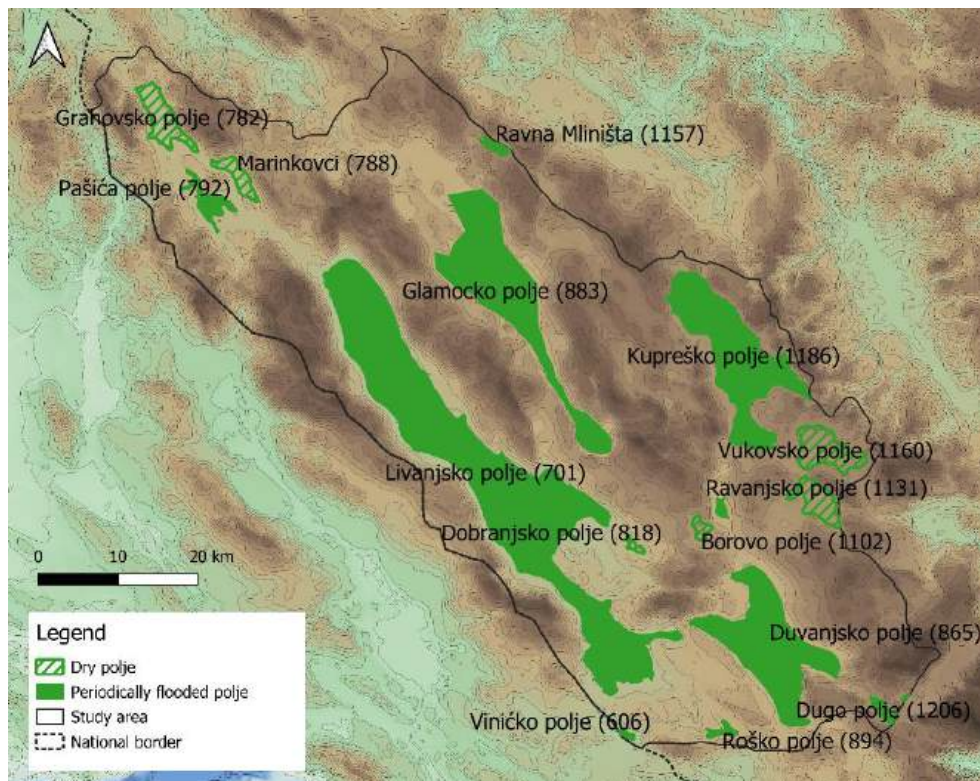 Grahovsko polje (782)
Ravna Mliništa (1157)
Marinkovci (788)
Pašića polje (792)
Glamocko polje (883)
Kupreško polje (1186)
Vukovsko polje (1160)
Livanjsko polje (701)
Ravanjsko polje (1131)
Dobranjsko polje (818)
Borovo polje (1102)
0 10 20 km
Duvanjsko polje (865)
Legend
Dry polje
Periodically flooded polje
Study area
National border
Dugo polje (1206)
Vinićko polje (606)
Roško polje (894)